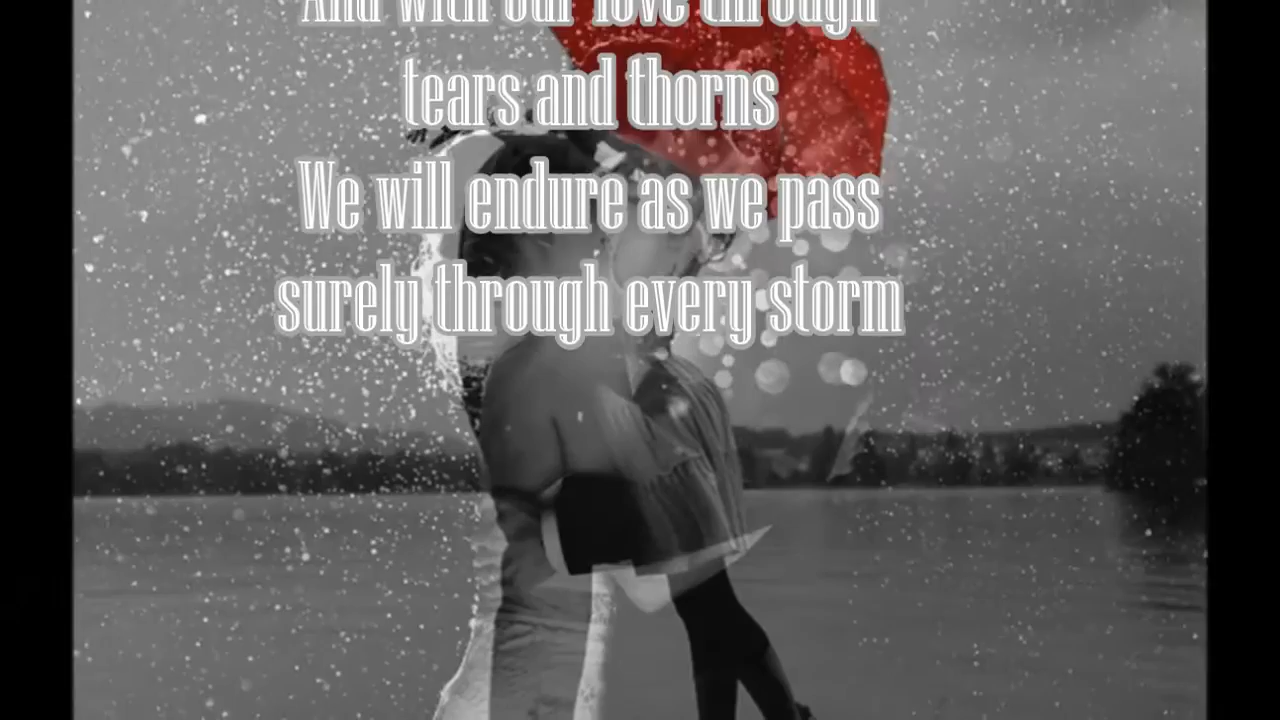 And with our love through
tears and thorns
We will endure as we pass
surely through every storm